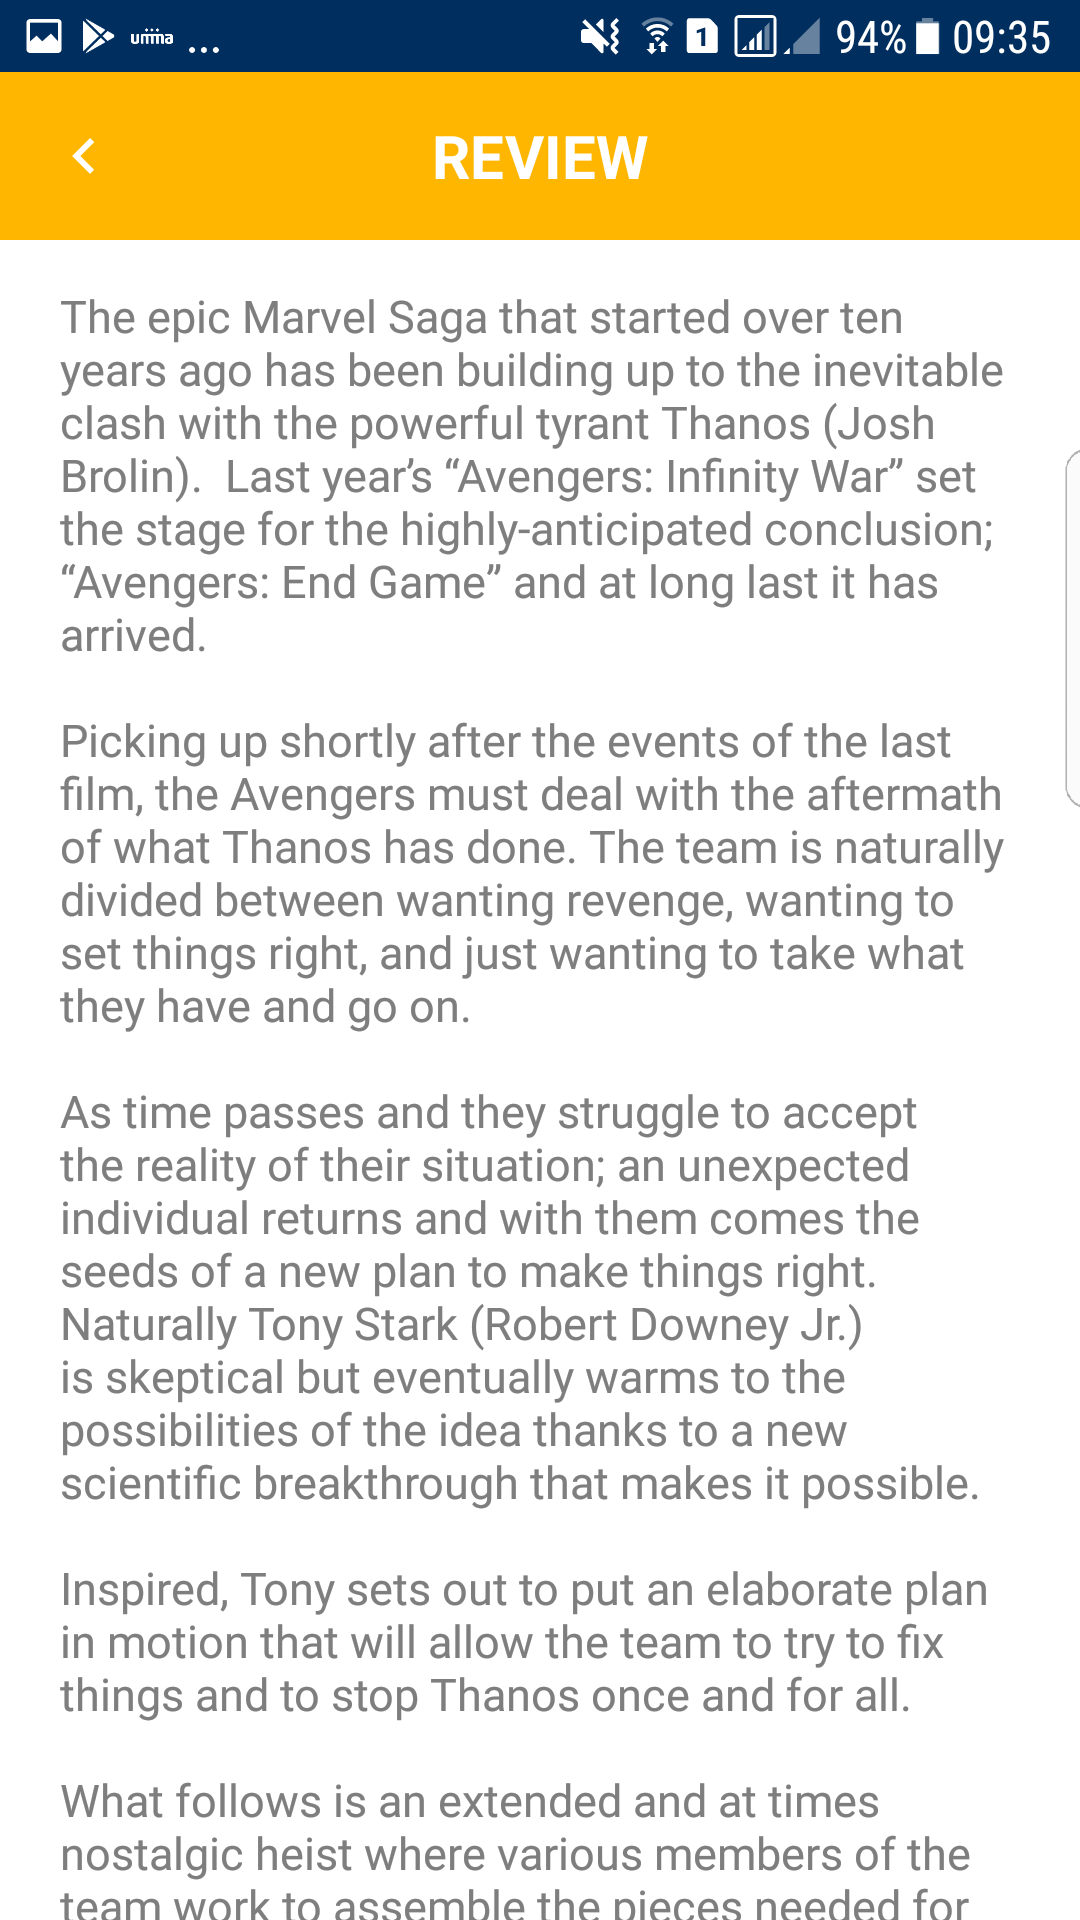 umma ... 1 94% 09:35
REVIEW
The epic Marvel Saga that started over ten
years ago has been building up to the inevitable
clash with the powerful tyrant Thanos (Josh
Brolin).  Last year’s “Avengers: Infinity War” set
the stage for the highly-anticipated conclusion;
“Avengers: End Game” and at long last it has
arrived.
Picking up shortly after the events of the last
film, the Avengers must deal with the aftermath
of what Thanos has done. The team is naturally
divided between wanting revenge, wanting to
set things right, and just wanting to take what
they have and go on.
As time passes and they struggle to accept
the reality of their situation; an unexpected
individual returns and with them comes the
seeds of a new plan to make things right.
Naturally Tony Stark (Robert Downey Jr.)
is skeptical but eventually warms to the
possibilities of the idea thanks to a new
scientific breakthrough that makes it possible.
Inspired, Tony sets out to put an elaborate plan
in motion that will allow the team to try to fix
things and to stop Thanos once and for all.
What follows is an extended and at times
nostalgic heist where various members of the
team work to assemble the pieces needed for